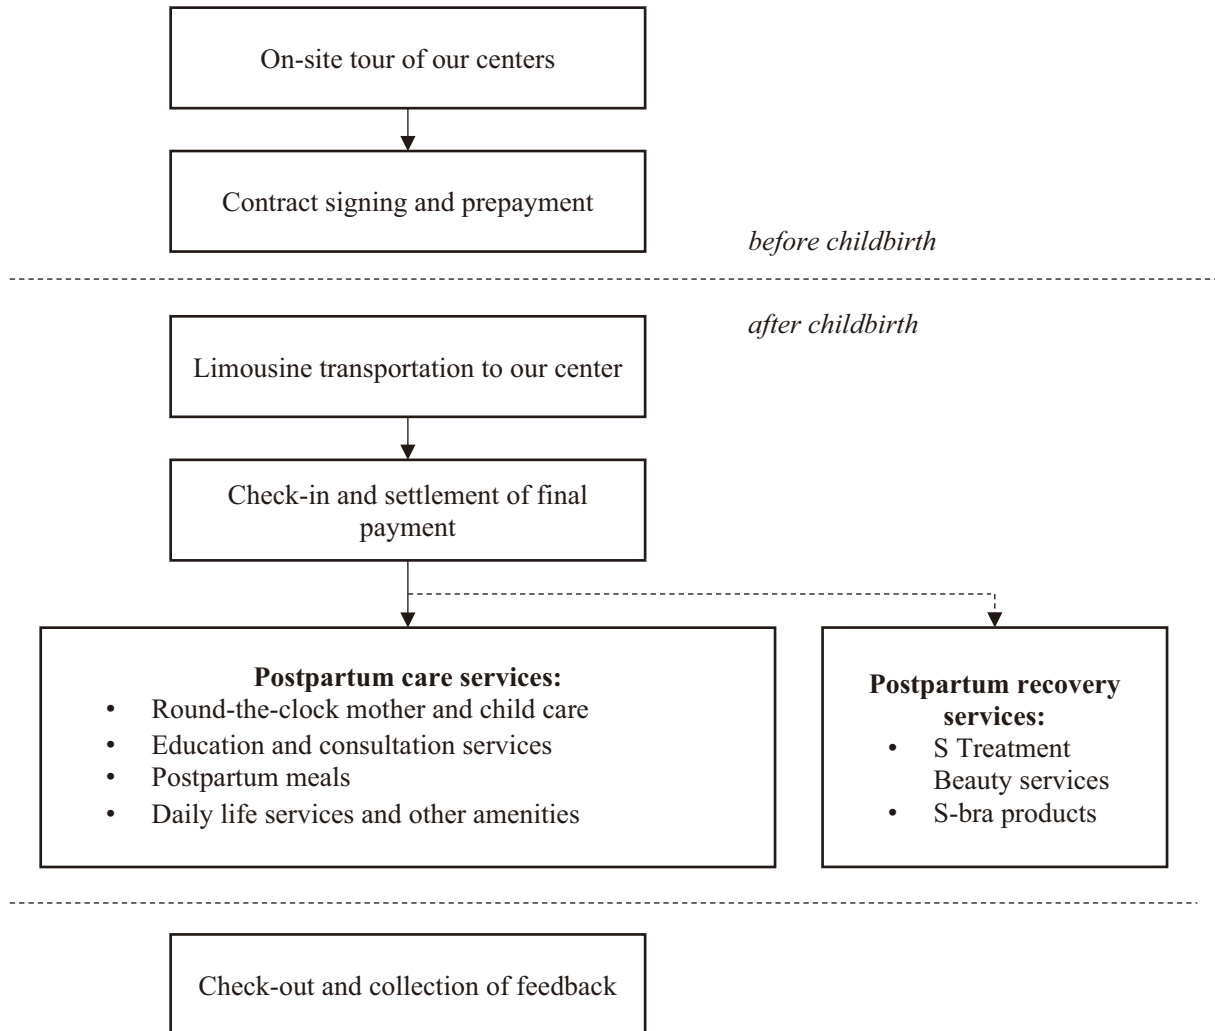 On-site tour of our centers
Contract signing and prepayment
before childbirth
after childbirth
Limousine transportation to our center
Check-in and settlement of final
payment
Postpartum care services:
• Round-the-clock mother and child care
• Education and consultation services
• Postpartum meals
• Daily life services and other amenities
Postpartum recovery
services:
• S Treatment
Beauty services
• S-bra products
Check-out and collection of feedback